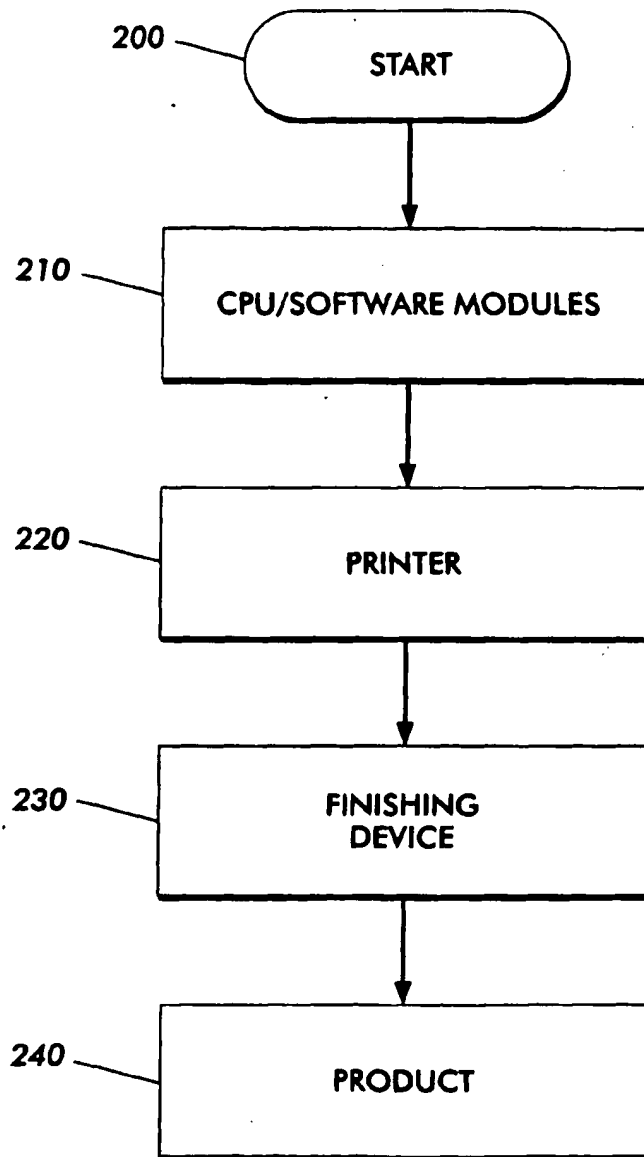 200
START
210
CPU/SOFTWARE MODULES
220
PRINTER
230
FINISHING
DEVICE
240
PRODUCT